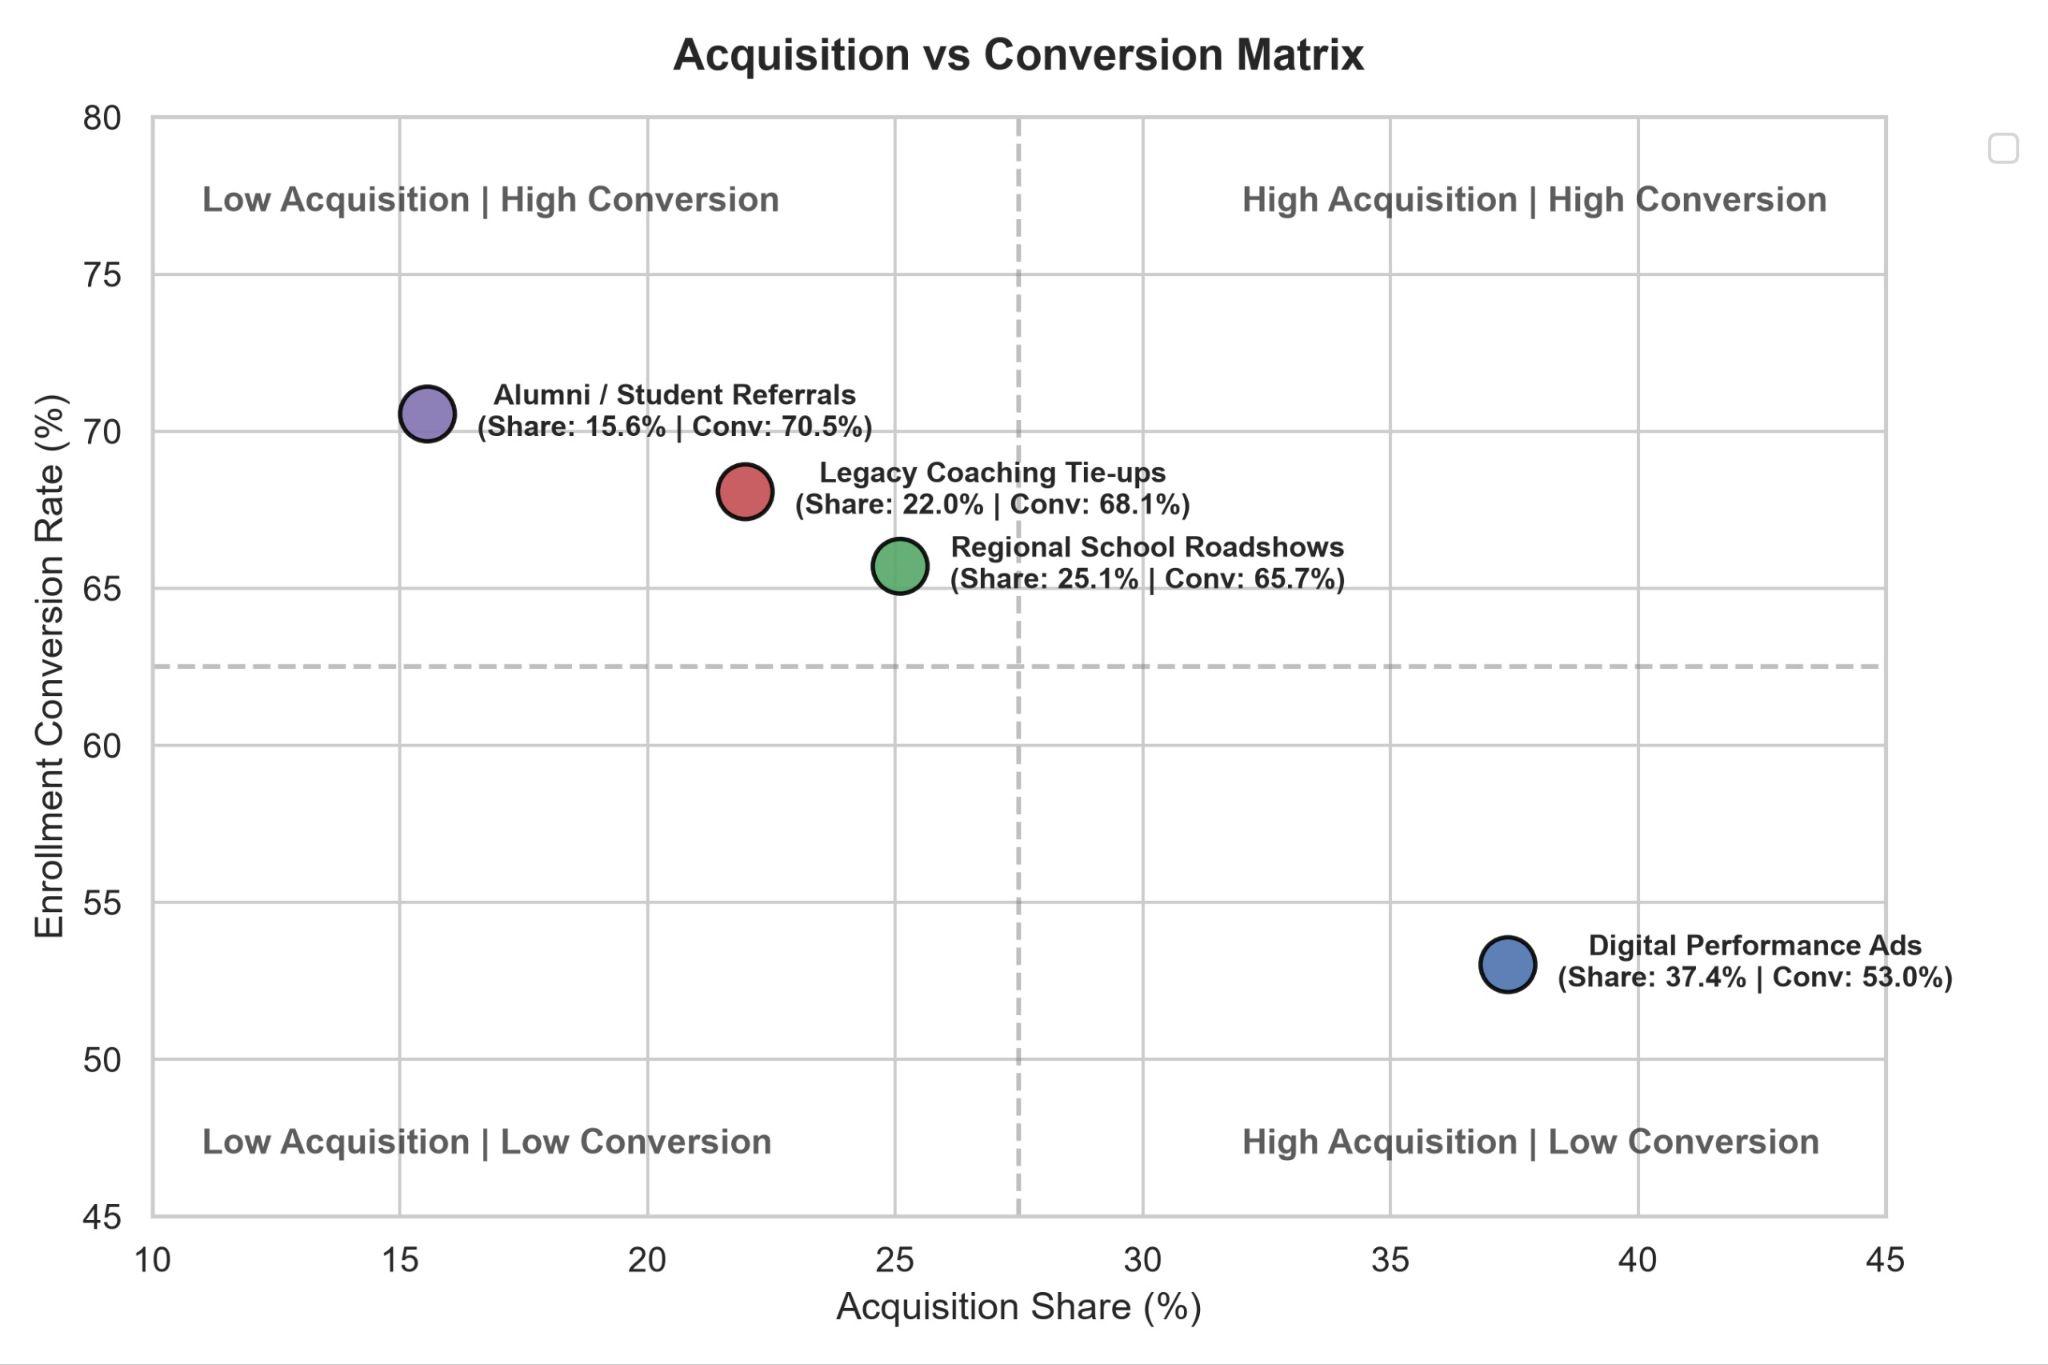 Acquisition vs Conversion Matrix
80
Low Acquisition | High Conversion
High Acquisition | High Conversion
75
Alumni / Student Referrals
(Share: 15.6% | Conv: 70.5%)
70
Legacy Coaching Tie-ups
(Share: 22.0% | Conv: 68.1%)
Regional School Roadshows
(Share: 25.1% | Conv: 65.7%)
65
Enrollment Conversion Rate (%)
60
55
Digital Performance Ads
(Share: 37.4% | Conv: 53.0%)
50
Low Acquisition | Low Conversion
High Acquisition | Low Conversion
45
10 15 20 25 30 35 40 45
Acquisition Share (%)